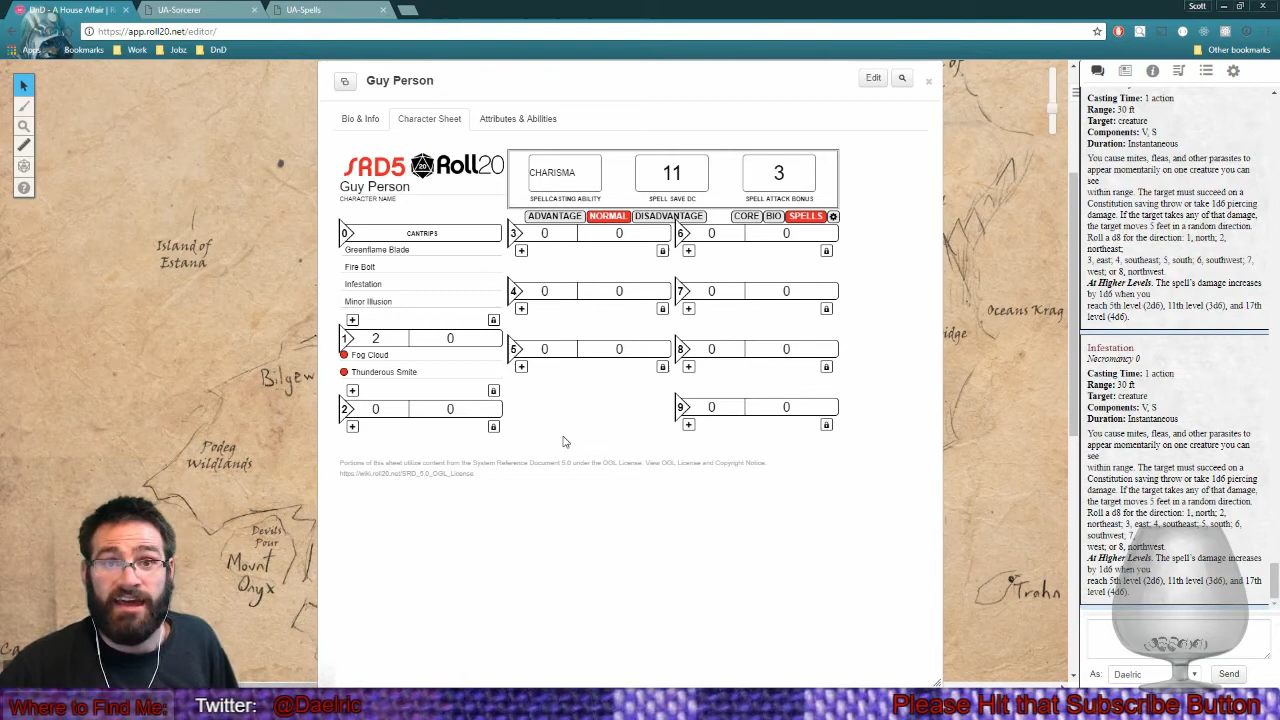 DnD - A House Affair | R
UA-Sorcerer
UA-Spells
Scott
https://app.roll20.net/editor/
Apps
Bookmarks
Work
Jobz
DnD
Other bookmarks
Guy Person
Edit
Bio & Info
Character Sheet
Attributes & Abilities
SRD5 Roll20
Guy Person
CHARACTER NAME
CHARISMA
11
3
SPELLCASTING ABILITY
SPELL SAVE DC
SPELL ATTACK BONUS
ADVANTAGE
NORMAL
DISADVANTAGE
CORE
BIO
SPELLS
0
CANTRIPS
Greenflame Blade
Fire Bolt
Infestation
Minor Illusion
1
2
0
Fog Cloud
Thunderous Smite
2
0
0
3
0
0
4
0
0
5
0
0
6
0
0
7
0
0
8
0
0
9
0
0
Portions of this sheet utilize content from the System Reference Document 5.0 under the OGL License. View OGL License and Copyright Notice:
https://wiki.roll20.net/SRD_5.0_OGL_License
Island of
Estana
Podeg
Wildlands
Devils
Pour
Mount
Onyx
Oceans Krag
Trahn
Casting Time: 1 action
Range: 30 ft
Target: creature
Components: V, S
Duration: Instantaneous
You cause mites, fleas, and other parasites to
appear momentarily on one creature you can
see
within range. The target must succeed on a
Constitution saving throw or take 1d6 piercing
damage. If the target takes any of that damage,
the target moves 5 feet in a random direction.
Roll a d8 for the direction: 1, north; 2,
northeast;
3, east; 4, southeast; 5, south; 6, southwest; 7,
west; or 8, northwest.
At Higher Levels. The spell's damage increases
by 1d6 when you
reach 5th level (2d6), 11th level (3d6), and 17th
level (4d6).
Infestation
Necromancy 0
Casting Time: 1 action
Range: 30 ft
Target: creature
Components: V, S
Duration: Instantaneous
You cause mites, fleas, and other parasites to
appear momentarily on one creature you can
see
within range. The target must succeed on a
Constitution saving throw or take 1d6 piercing
damage. If the target takes any of that damage,
the target moves 5 feet in a random direction.
Roll a d8 for the direction: 1, north; 2,
northeast; 3, east; 4, southeast; 5, south; 6,
southwest; 7,
west; or 8, northwest.
At Higher Levels. The spell's damage increases
by 1d6 when you
reach 5th level (2d6), 11th level (3d6), and 17th
level (4d6).
As:
Daelric
Send
Where to Find Me:
Twitter:
@Daelric
Please Hit that Subscribe Button